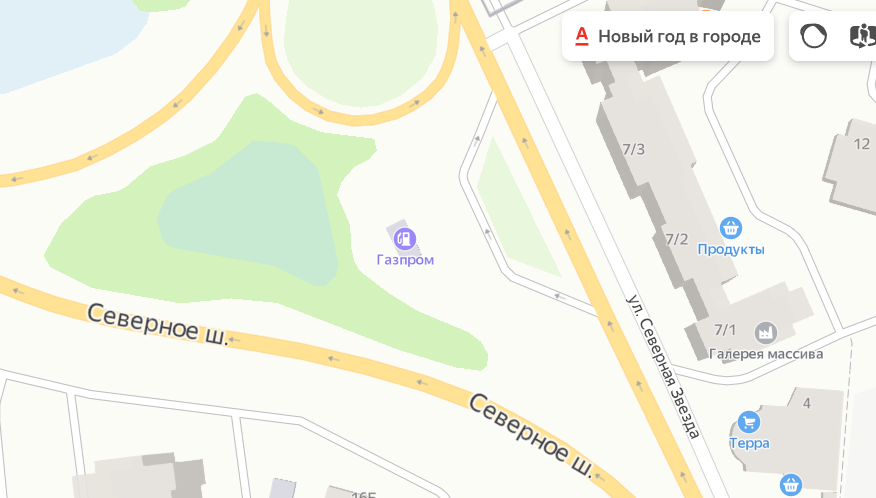 А Новый год в городе
7/3
12
7/2
Продукты
Газпром
ул. Северная Звезда
Северное ш.
7/1
Галерея массива
4
Северное ш.
Терра
16Б